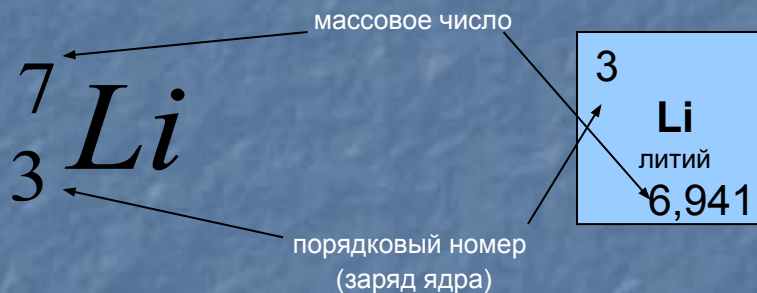 массовое число
7
3
Li
3
Li
литий
6,941
порядковый номер
(заряд ядра)